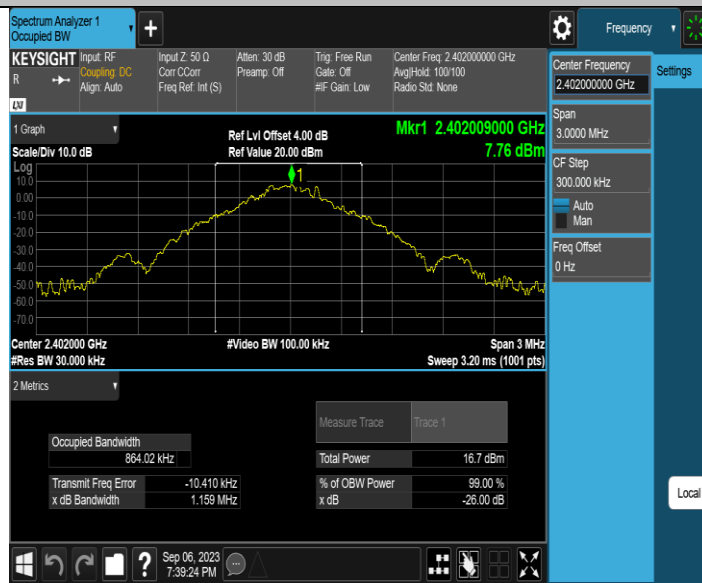 Spectrum Analyzer 1
Occupied BW
+
Frequency
KEYSIGHT
R
LXI
Input: RF
Coupling: DC
Align: Auto
Input Z: 50 Ω
Corr CCorr
Freq Ref: Int (S)
Atten: 30 dB
Preamp: Off
Trig: Free Run
Gate: Off
#IF Gain: Low
Center Freq: 2.402000000 GHz
Avg|Hold: 100/100
Radio Std: None
Center Frequency
2.402000000 GHz
Settings
Span
3.0000 MHz
CF Step
300.000 kHz
Auto
Man
Freq Offset
0 Hz
Local
1 Graph
Scale/Div 10.0 dB
Ref Lvl Offset 4.00 dB
Ref Value 20.00 dBm
Mkr1 2.402009000 GHz
7.76 dBm
Log
10.0
0.00
-10.0
-20.0
-30.0
-40.0
-50.0
-60.0
-70.0
1
Center 2.402000 GHz
#Res BW 30.000 kHz
#Video BW 100.00 kHz
Span 3 MHz
Sweep 3.20 ms (1001 pts)
2 Metrics
Measure Trace
Trace 1
Occupied Bandwidth
864.02 kHz
Total Power
16.7 dBm
Transmit Freq Error
-10.410 kHz
% of OBW Power
99.00 %
x dB Bandwidth
1.159 MHz
x dB
-26.00 dB
?
Sep 06, 2023
7:39:24 PM